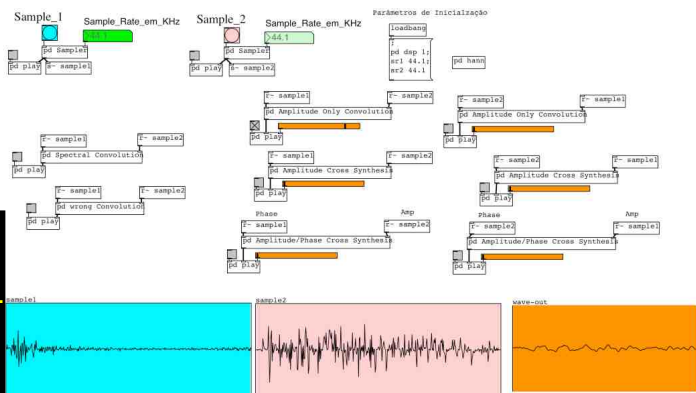 Sample_1
Sample_Rate_em_KHz
44.1
pd Sampler
pd play
s~ sample1
Sample_2
Sample_Rate_em_KHz
44.1
pd Sampler
pd play
s~ sample2
Parâmetros de Inicialzação
loadbang
;
pd dsp 1;
sr1 44.1;
sr2 44.1
pd hann
r~ sample1
r~ sample2
pd Amplitude Only Convolution
pd play
r~ sample2
r~ sample1
pd Amplitude Only Convolution
pd play
r~ sample1
r~ sample2
pd Spectral Convolution
pd play
r~ sample1
r~ sample2
pd Amplitude Cross Synthesis
pd play
r~ sample2
r~ sample1
pd Amplitude Cross Synthesis
pd play
r~ sample1
r~ sample2
pd wrong Convolution
pd play
Phase
Amp
r~ sample1
r~ sample2
pd Amplitude/Phase Cross Synthesis
pd play
Phase
Amp
r~ sample2
r~ sample1
pd Amplitude/Phase Cross Synthesis
pd play
sample1
sample2
wave-out